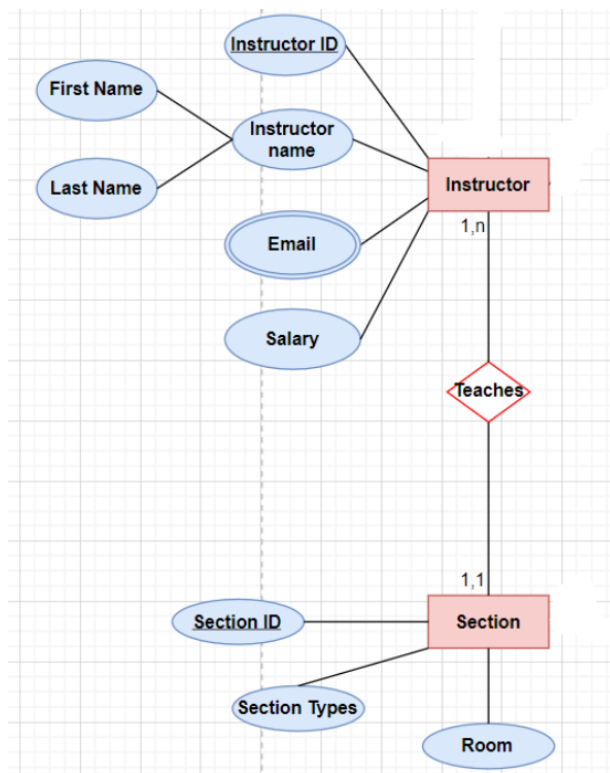 Instructor ID
First Name
Instructor
name
Last Name
Instructor
1,n
Email
Salary
Teaches
1,1
Section ID
Section
Section Types
Room